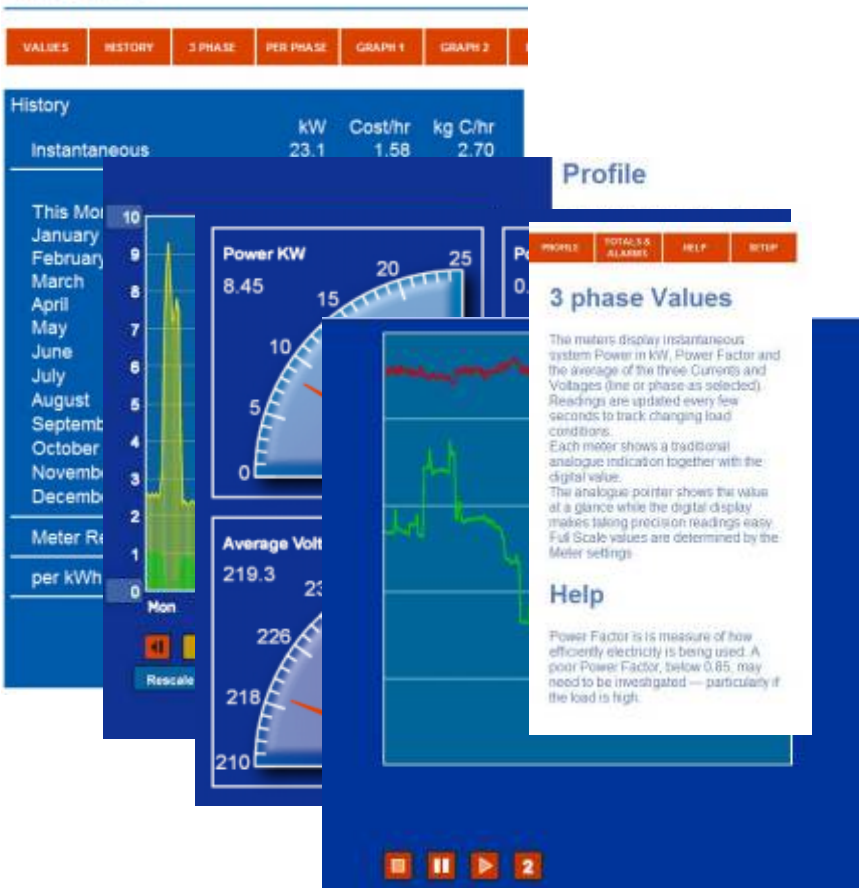 VALUES HISTORY 3 PHASE PER PHASE GRAPH 1 GRAPH 2
History
kW Cost/hr kg C/hr
Instantaneous 23.1 1.58 2.70
This
January
February
March
April
May
June
July
August
October
Meter
per kWh
Profile
10
9
8
7
6
5
4
3
2
1
0
Mon
Rescale
Power KW
8.45
0
5
10
15
20
25
0.
Average
219.3
210
218
226
PROFILE TOTALS & ALARMS HELP SETUP
3 phase Values
The meters display instantaneous
system Power in kW, Power Factor and
the average of the three Currents and
Voltages (line or phase as selected).
Readings are updated every few
seconds to track changing load
conditions.
Each meter shows a traditional
analogue indication together with the
digital value.
The analogue pointer shows the value
at a glance while the digital display
makes taking precision readings easy.
Full Scale values are determined by the
Meter settings
Help
Power Factor is is measure of how
efficiently electricity is being used. A
poor Power Factor, below 0.85, may
need to be investigated — particularly if
the load is high.
2